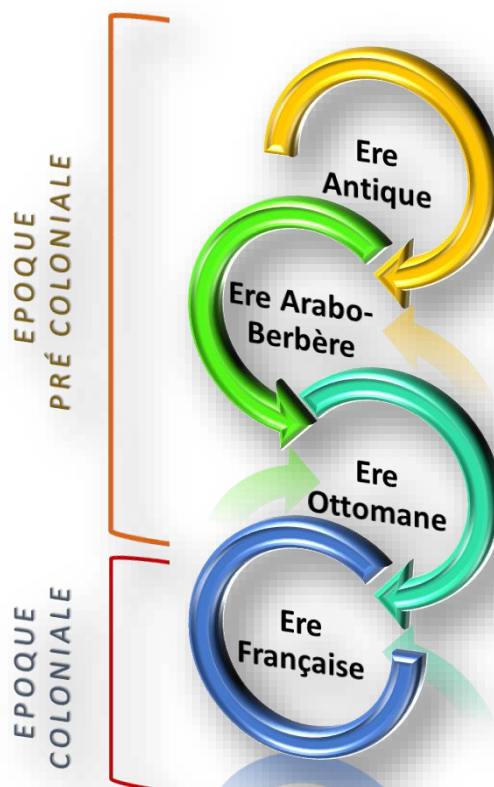 EPOQUE
PRÉ COLONIALE
Ere
Antique
Ere Arabo-
Berbère
Ere
Ottomane
EPOQUE
COLONIALE
Ere
Française